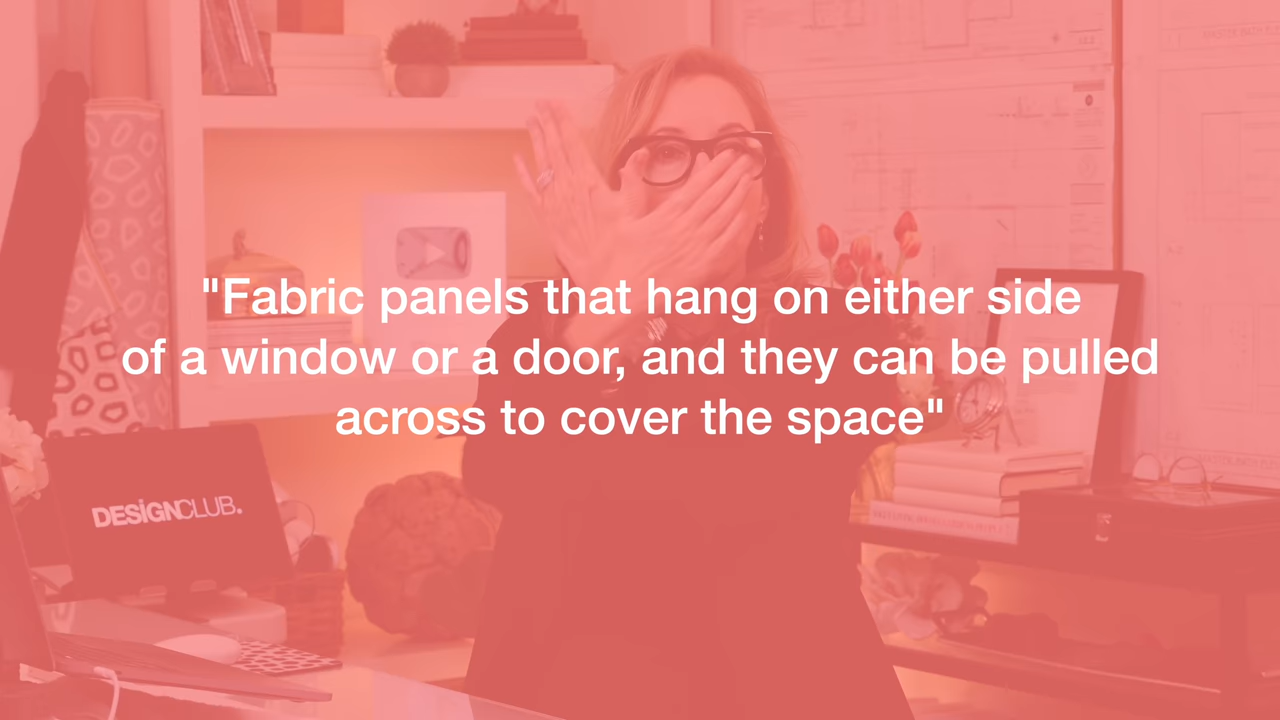 "Fabric panels that hang on either side
of a window or a door, and they can be pulled
across to cover the space"
DESIGNCLUB.